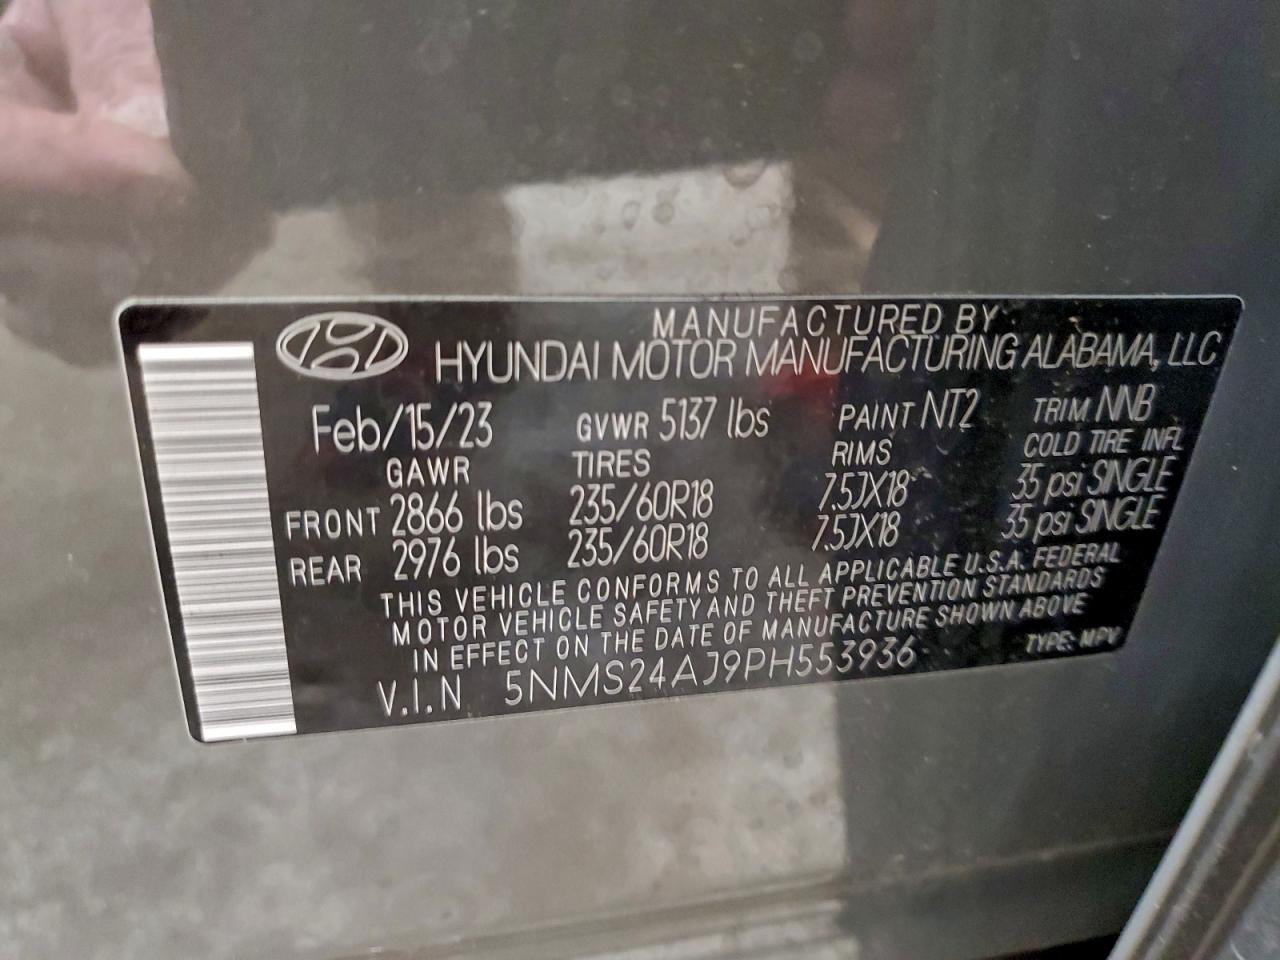 MANUFACTURED BY
HYUNDAI MOTOR MANUFACTURING ALABAMA, LLC
Feb/15/23 GVWR 5137 lbs PAINT NT2 TRIM NNB
GAWR TIRES RIMS COLD TIRE INFL
FRONT 2866 lbs 235/60R18 7.5JX18 35 psi SINGLE
REAR 2976 lbs 235/60R18 7.5JX18 35 psi SINGLE
THIS VEHICLE CONFORMS TO ALL APPLICABLE U.S.A. FEDERAL
MOTOR VEHICLE SAFETY AND THEFT PREVENTION STANDARDS
IN EFFECT ON THE DATE OF MANUFACTURE SHOWN ABOVE
V.I.N 5NMS24AJ9PH553936 TYPE: MPV